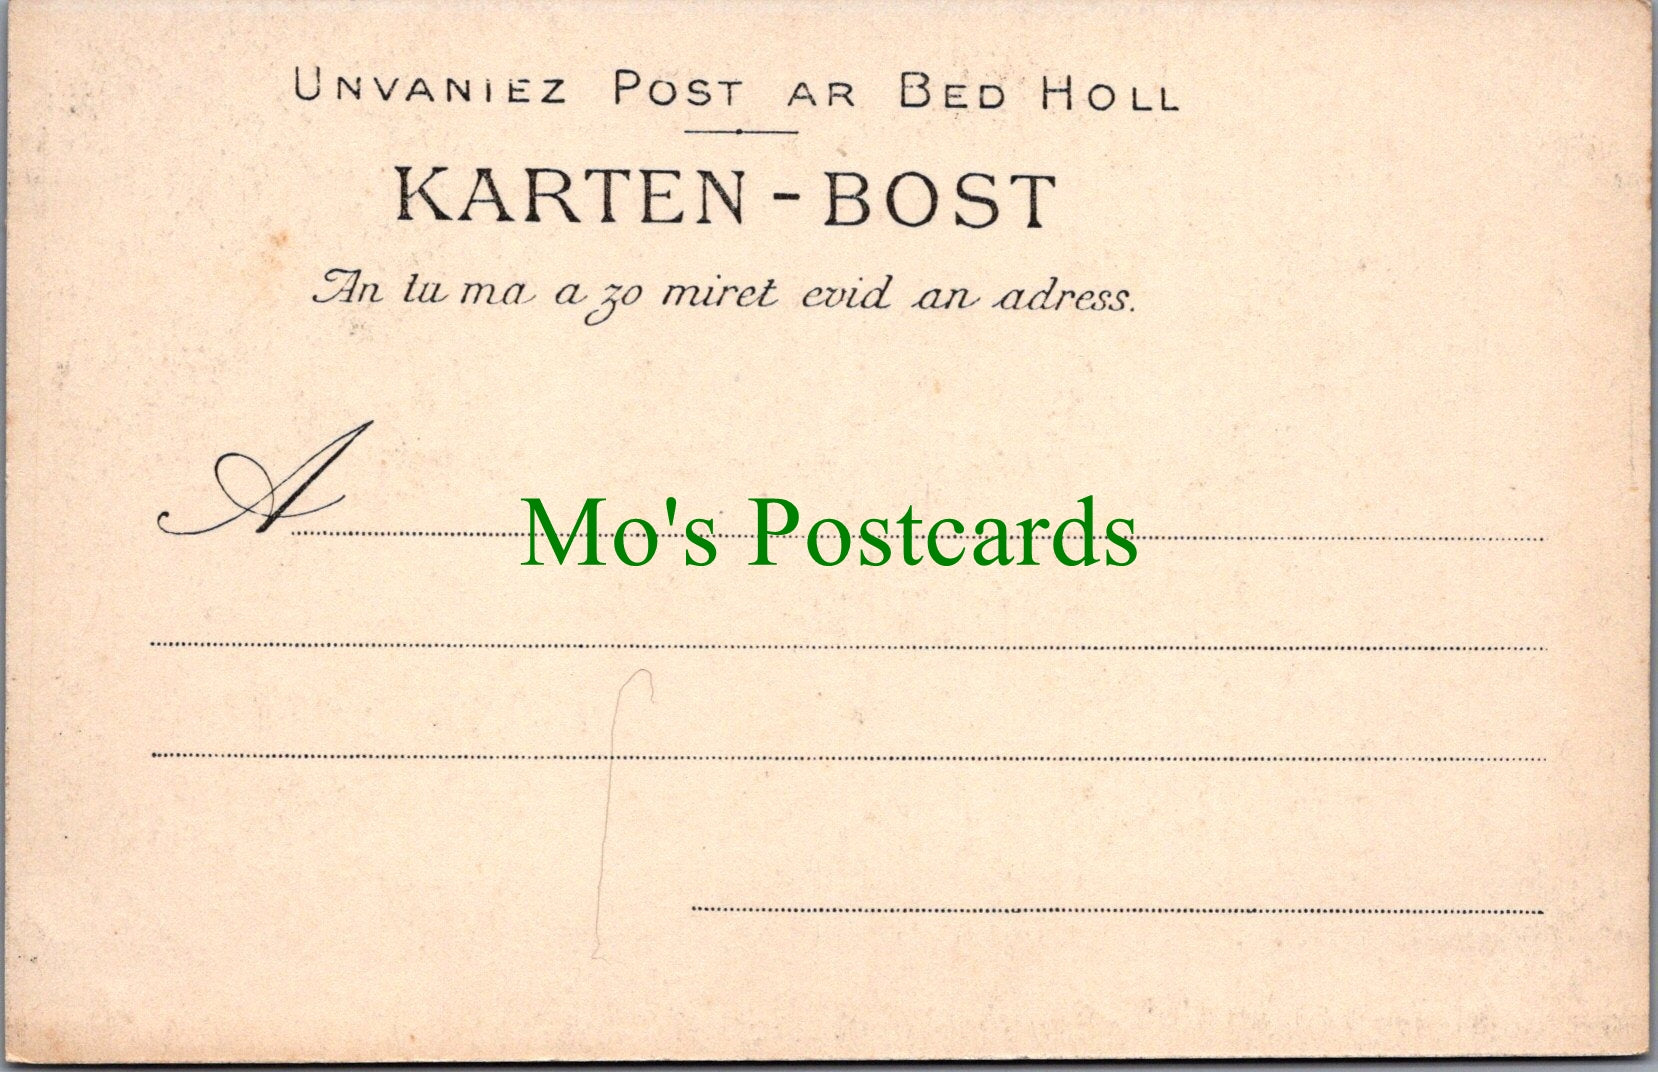 UNVANIEZ POST AR BED HOLL
KARTEN-BOST
An tu ma a zo miret evid an adress.
A
Mo's Postcards